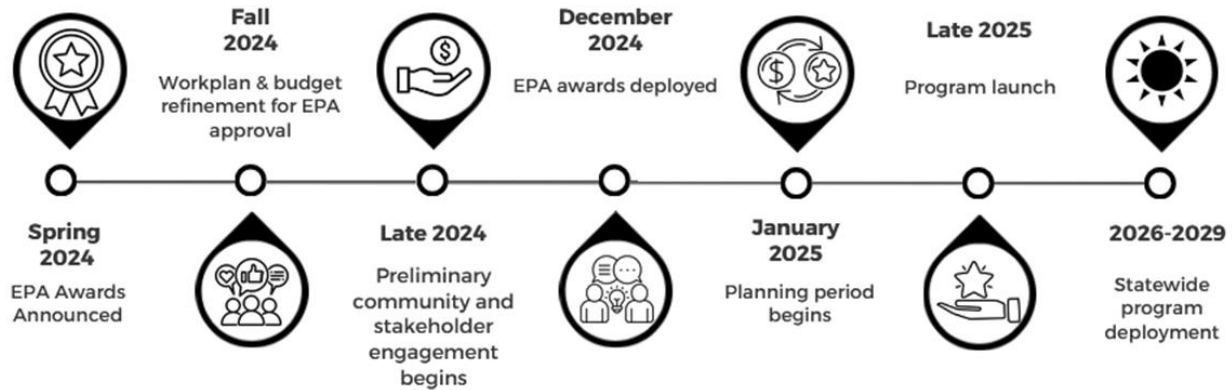 Spring
2024
EPA Awards
Announced
Fall
2024
Workplan & budget
refinement for EPA
approval
Late 2024
Preliminary
community and
stakeholder
engagement
begins
December
2024
EPA awards deployed
January
2025
Planning period
begins
Late 2025
Program launch
2026-2029
Statewide
program
deployment